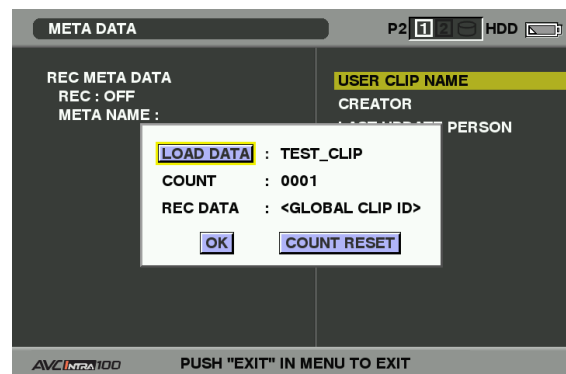 META DATA
P2 1 2 HDD
REC META DATA
REC : OFF
META NAME :
USER CLIP NAME
CREATOR
PERSON
LOAD DATA : TEST_CLIP
COUNT : 0001
REC DATA : <GLOBAL CLIP ID>
OK COUNT RESET
AVC INTRA 100 PUSH "EXIT" IN MENU TO EXIT